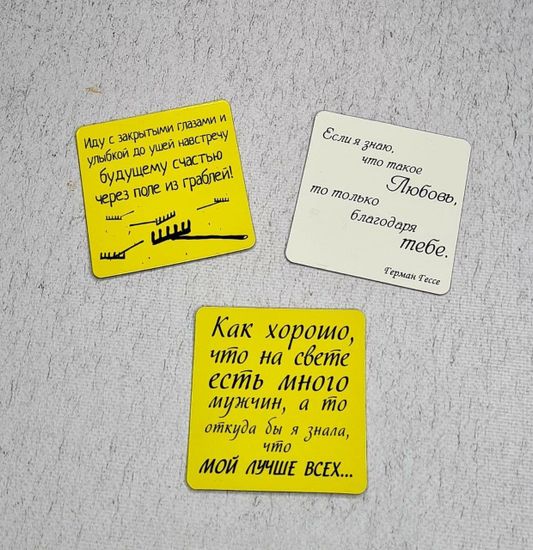 Иду с закрытыми глазами и
улыбкой до ушей навстречу
будущему счастью
через поле из граблей!
Если я знаю,
что такое
Любовь,
то только
благодаря
тебе.
Герман Гессе
Как хорошо,
что на свете
есть много
мужчин, а то
откуда бы я знала,
что
МОЙ ЛУЧШЕ ВСЕХ...